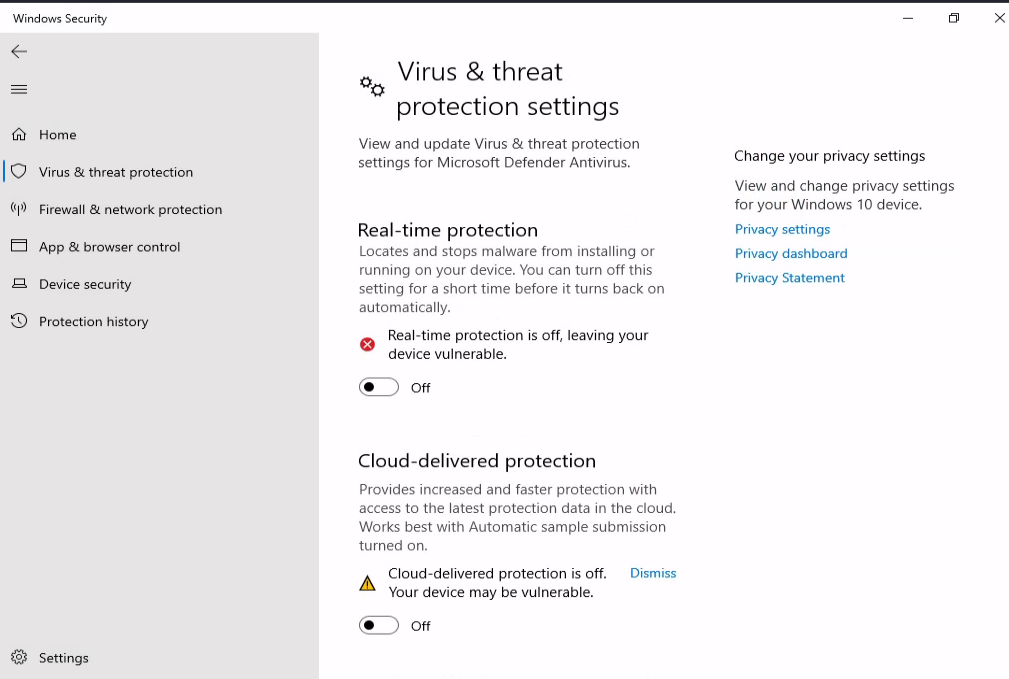 Windows Security
Home
Virus & threat protection
Firewall & network protection
App & browser control
Device security
Protection history
Settings
Virus & threat
protection settings
View and update Virus & threat protection
settings for Microsoft Defender Antivirus.
Real-time protection
Locates and stops malware from installing or
running on your device. You can turn off this
setting for a short time before it turns back on
automatically.
Real-time protection is off, leaving your
device vulnerable.
Off
Cloud-delivered protection
Provides increased and faster protection with
access to the latest protection data in the cloud.
Works best with Automatic sample submission
turned on.
Cloud-delivered protection is off.
Your device may be vulnerable.
Dismiss
Off
Change your privacy settings
View and change privacy settings
for your Windows 10 device.
Privacy settings
Privacy dashboard
Privacy Statement